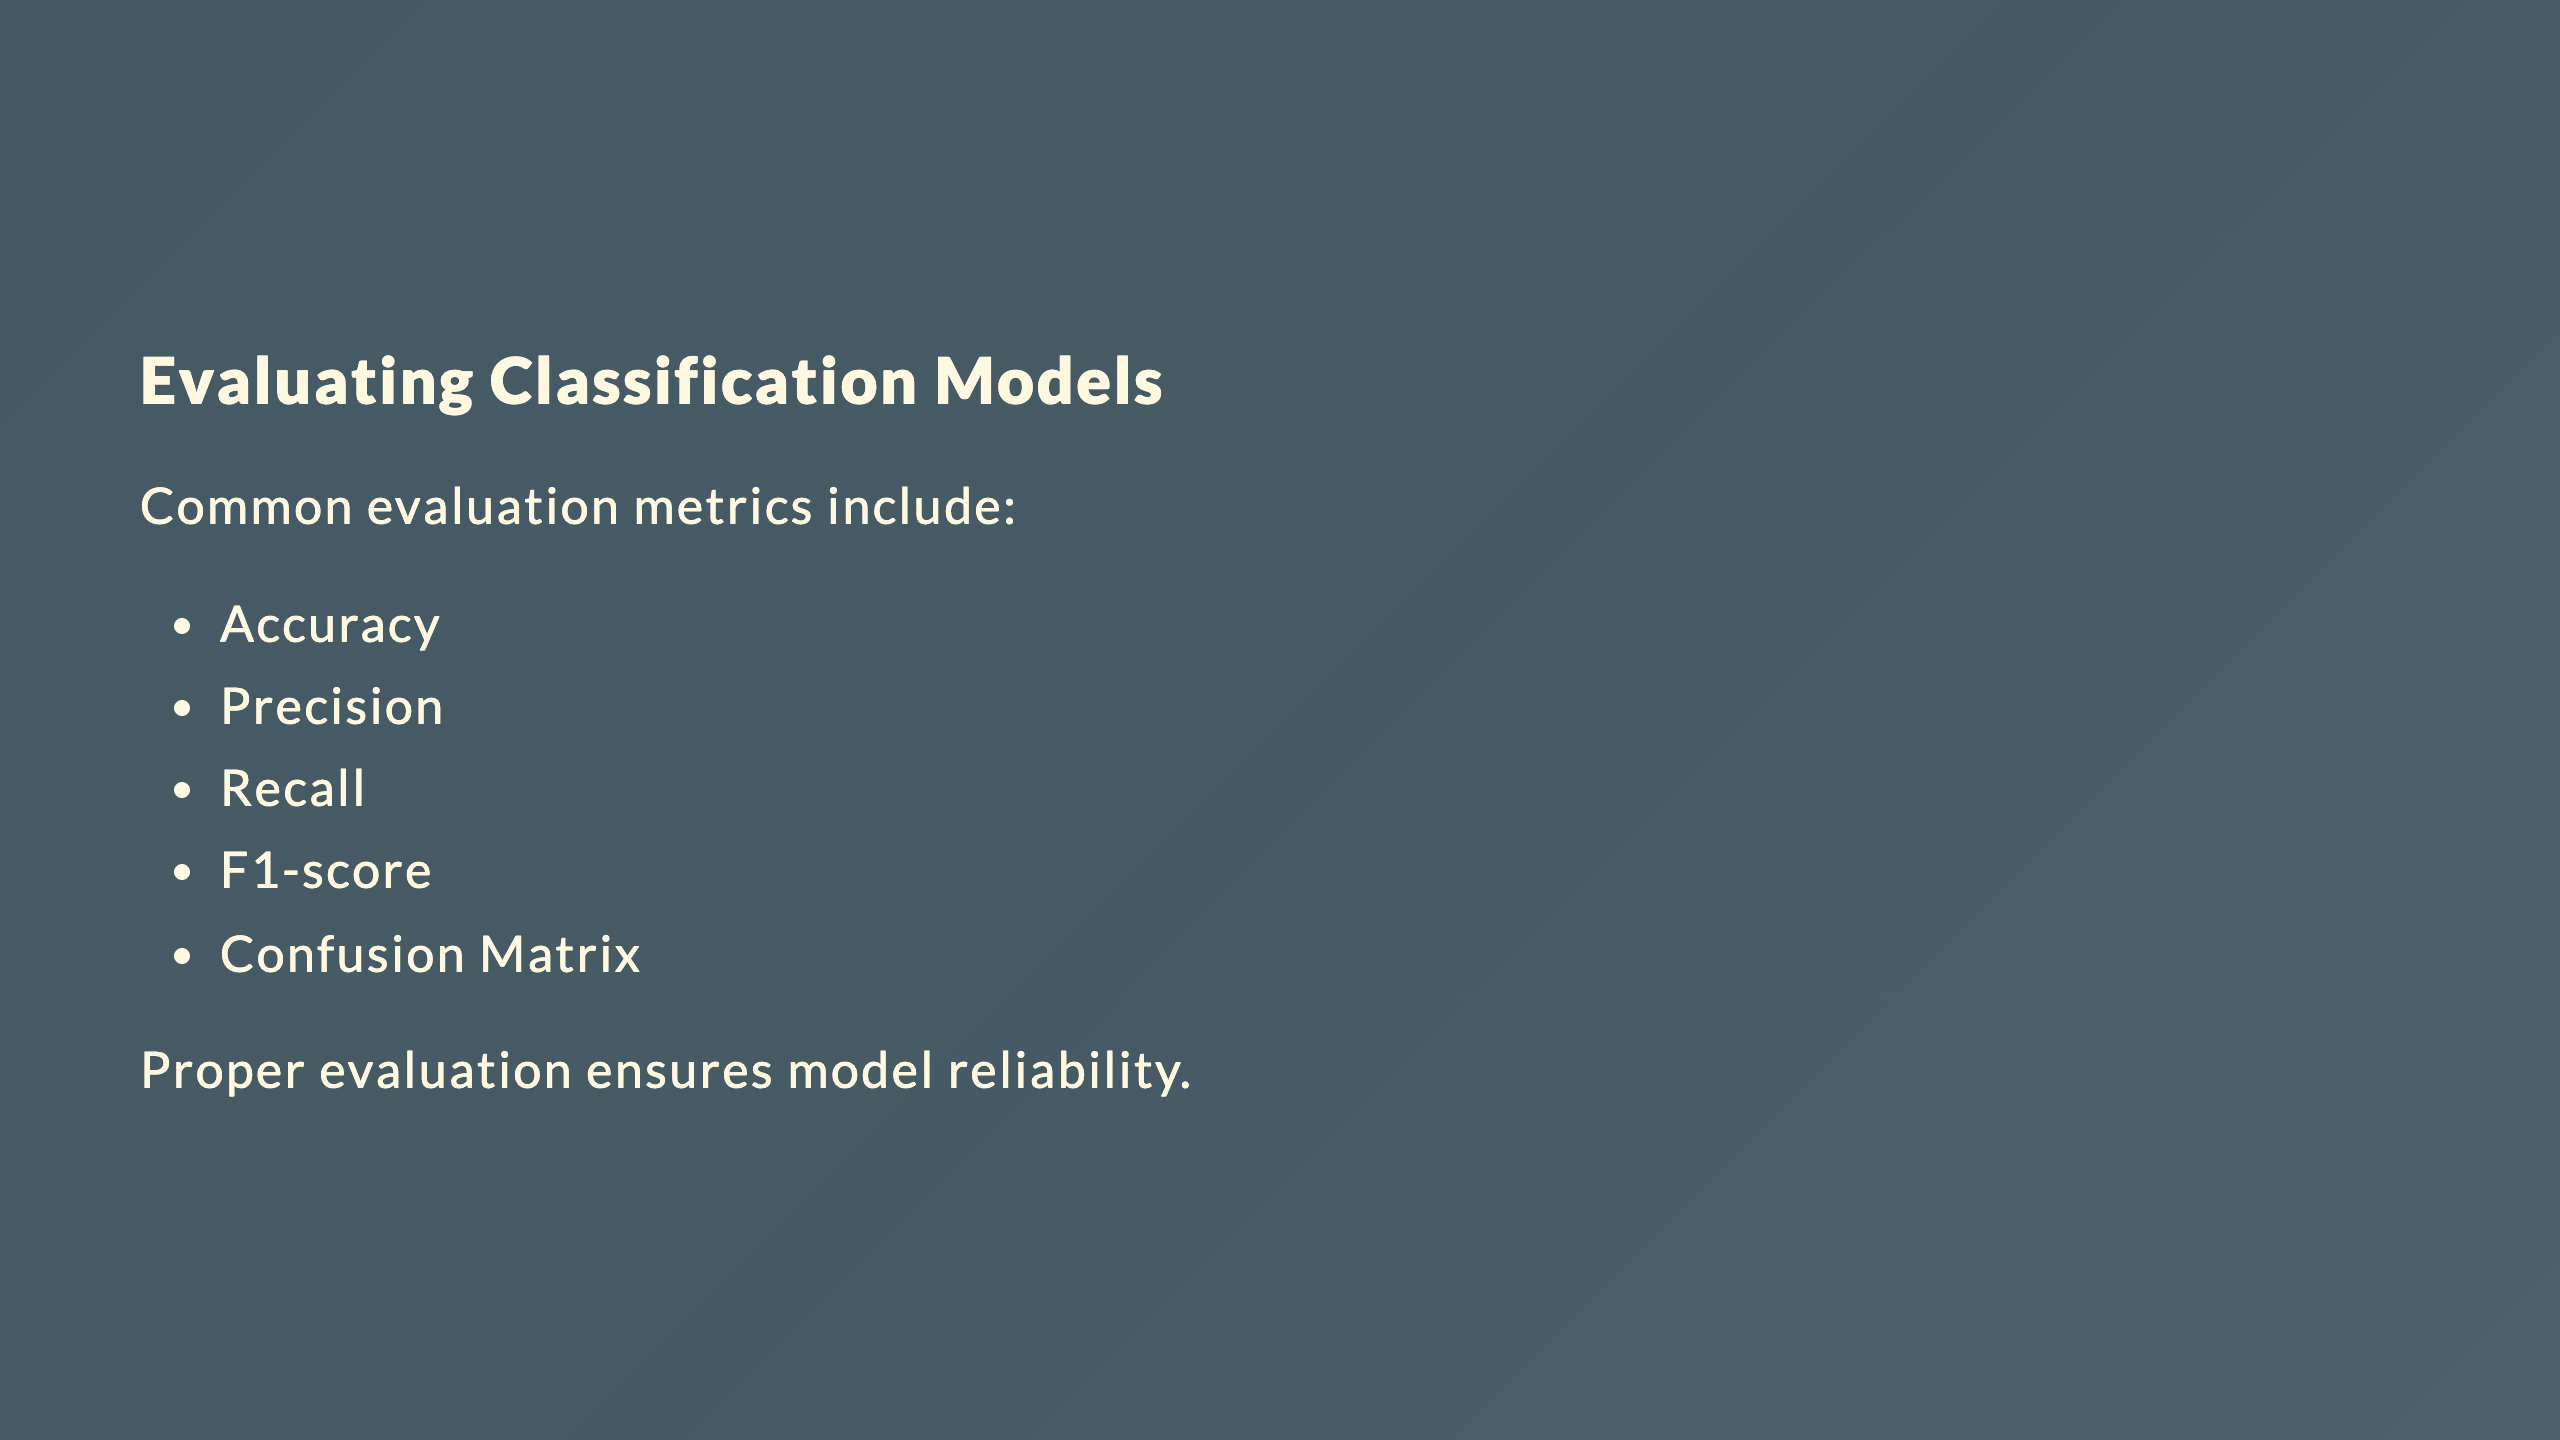 Evaluating Classification Models
Common evaluation metrics include:
• Accuracy
• Precision
• Recall
• F1-score
• Confusion Matrix
Proper evaluation ensures model reliability.